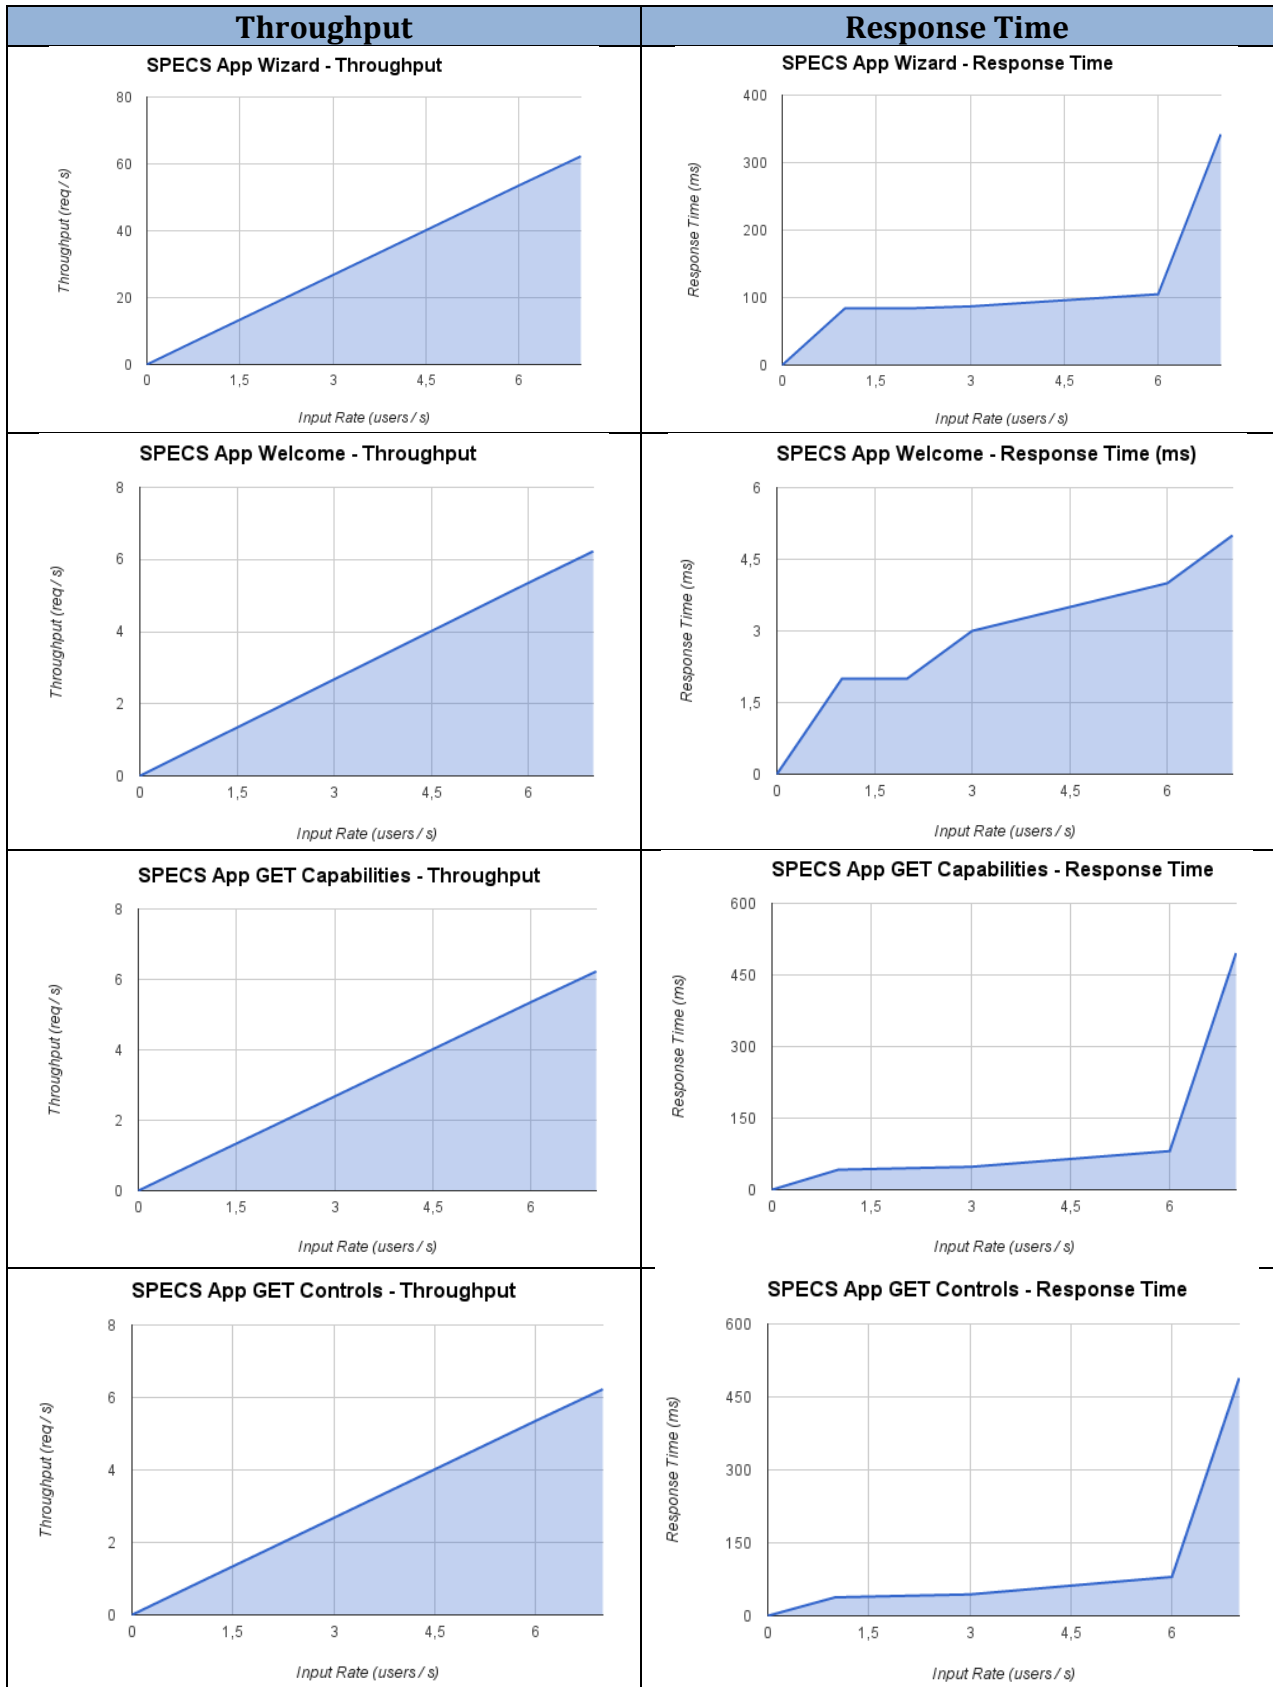 Throughput
Response Time
SPECS App Wizard - Throughput
80
60
40
20
0
0 1,5 3 4,5 6
Throughput (req / s)
Input Rate (users / s)
SPECS App Wizard - Response Time
400
300
200
100
0
0 1,5 3 4,5 6
Response Time (ms)
Input Rate (users / s)
SPECS App Welcome - Throughput
8
6
4
2
0
0 1,5 3 4,5 6
Throughput (req / s)
Input Rate (users / s)
SPECS App Welcome - Response Time (ms)
6
4,5
3
1,5
0
0 1,5 3 4,5 6
Response Time (ms)
Input Rate (users / s)
SPECS App GET Capabilities - Throughput
8
6
4
2
0
0 1,5 3 4,5 6
Throughput (req / s)
Input Rate (users / s)
SPECS App GET Capabilities - Response Time
600
450
300
150
0
0 1,5 3 4,5 6
Response Time (ms)
Input Rate (users / s)
SPECS App GET Controls - Throughput
8
6
4
2
0
0 1,5 3 4,5 6
Throughput (req / s)
Input Rate (users / s)
SPECS App GET Controls - Response Time
600
450
300
150
0
0 1,5 3 4,5 6
Response Time (ms)
Input Rate (users / s)